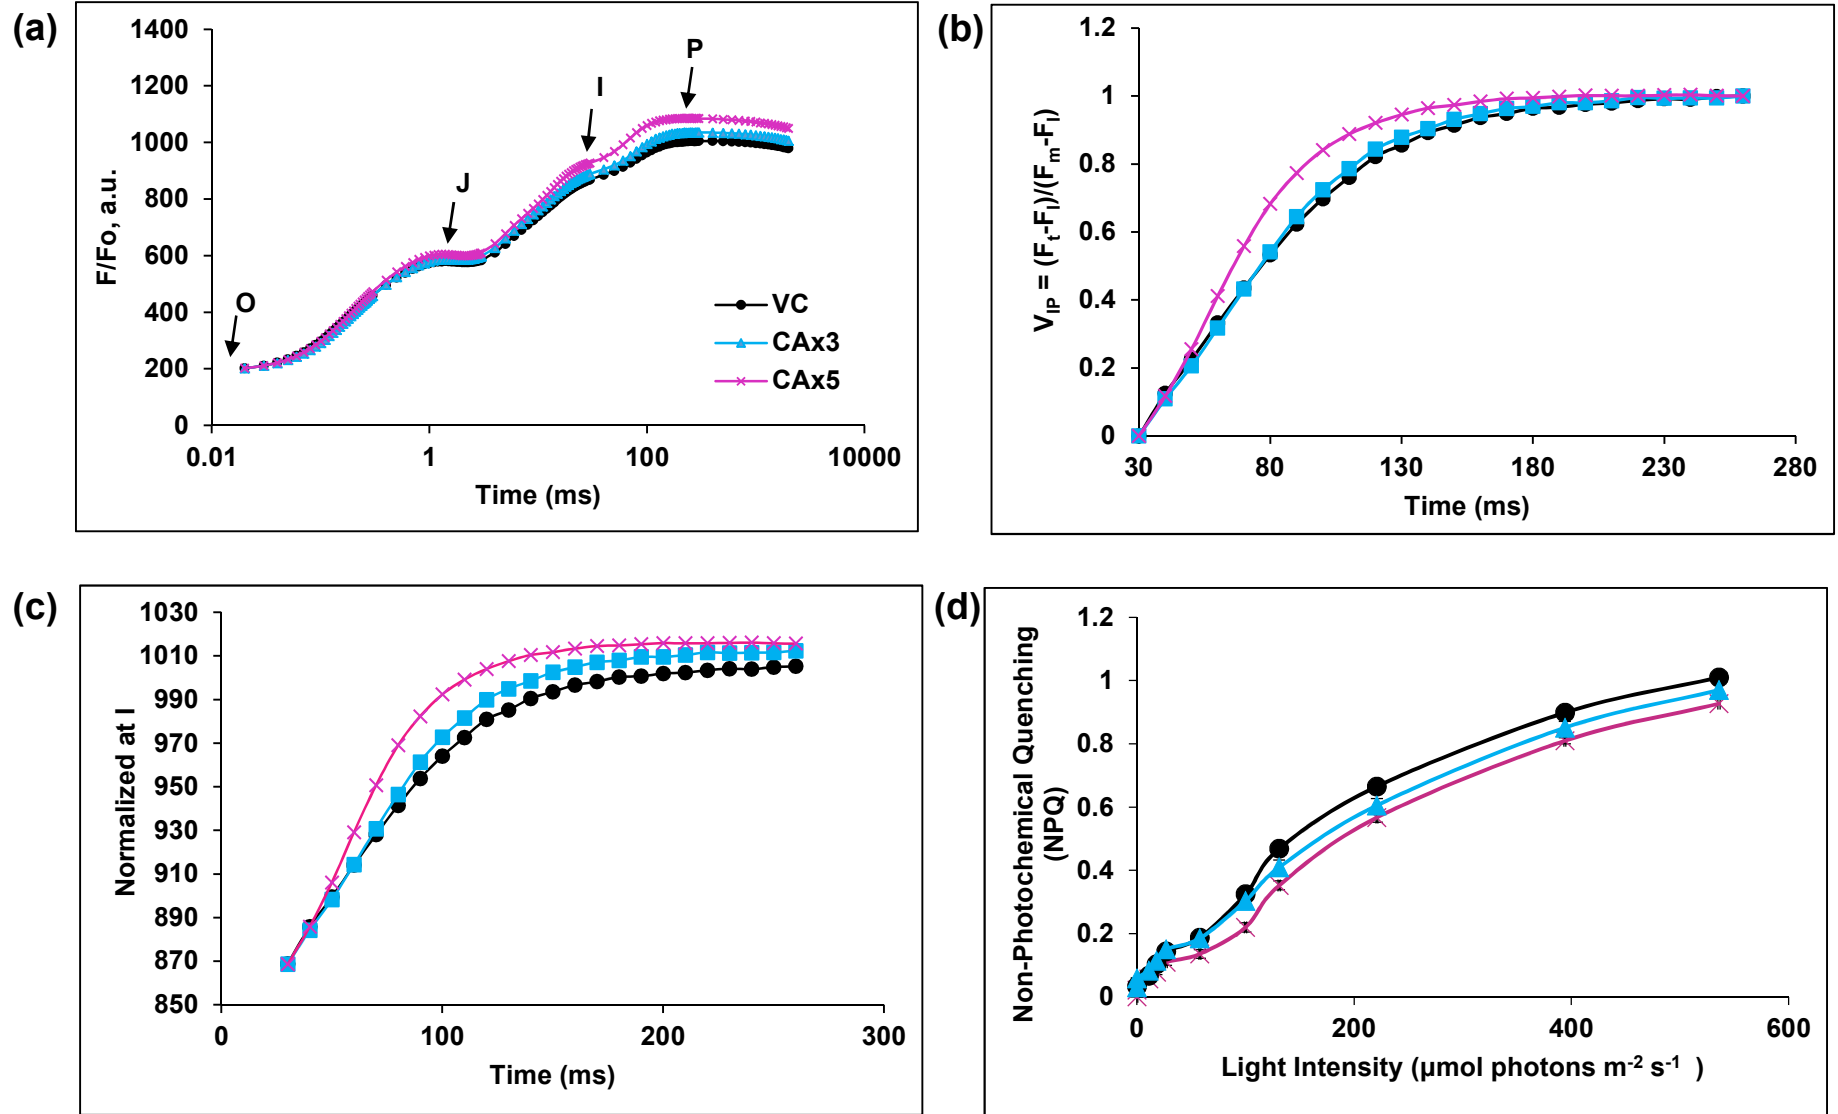 (a)
1400
1200
1000
800
600
400
200
0
F/Fo, a.u.
O
J
I
P
VC
CAx3
CAx5
0.01
1
100
10000
Time (ms)
(b)
1.2
1
0.8
0.6
0.4
0.2
0
V_IP = (F_t-F_I)/(F_m-F_I)
30
80
130
180
230
280
Time (ms)
(c)
1030
1010
990
970
950
930
910
890
870
850
Normalized at I
0
100
200
300
Time (ms)
(d)
1.2
1
0.8
0.6
0.4
0.2
0
Non-Photochemical Quenching
(NPQ)
0
200
400
600
Light Intensity (µmol photons m⁻² s⁻¹ )